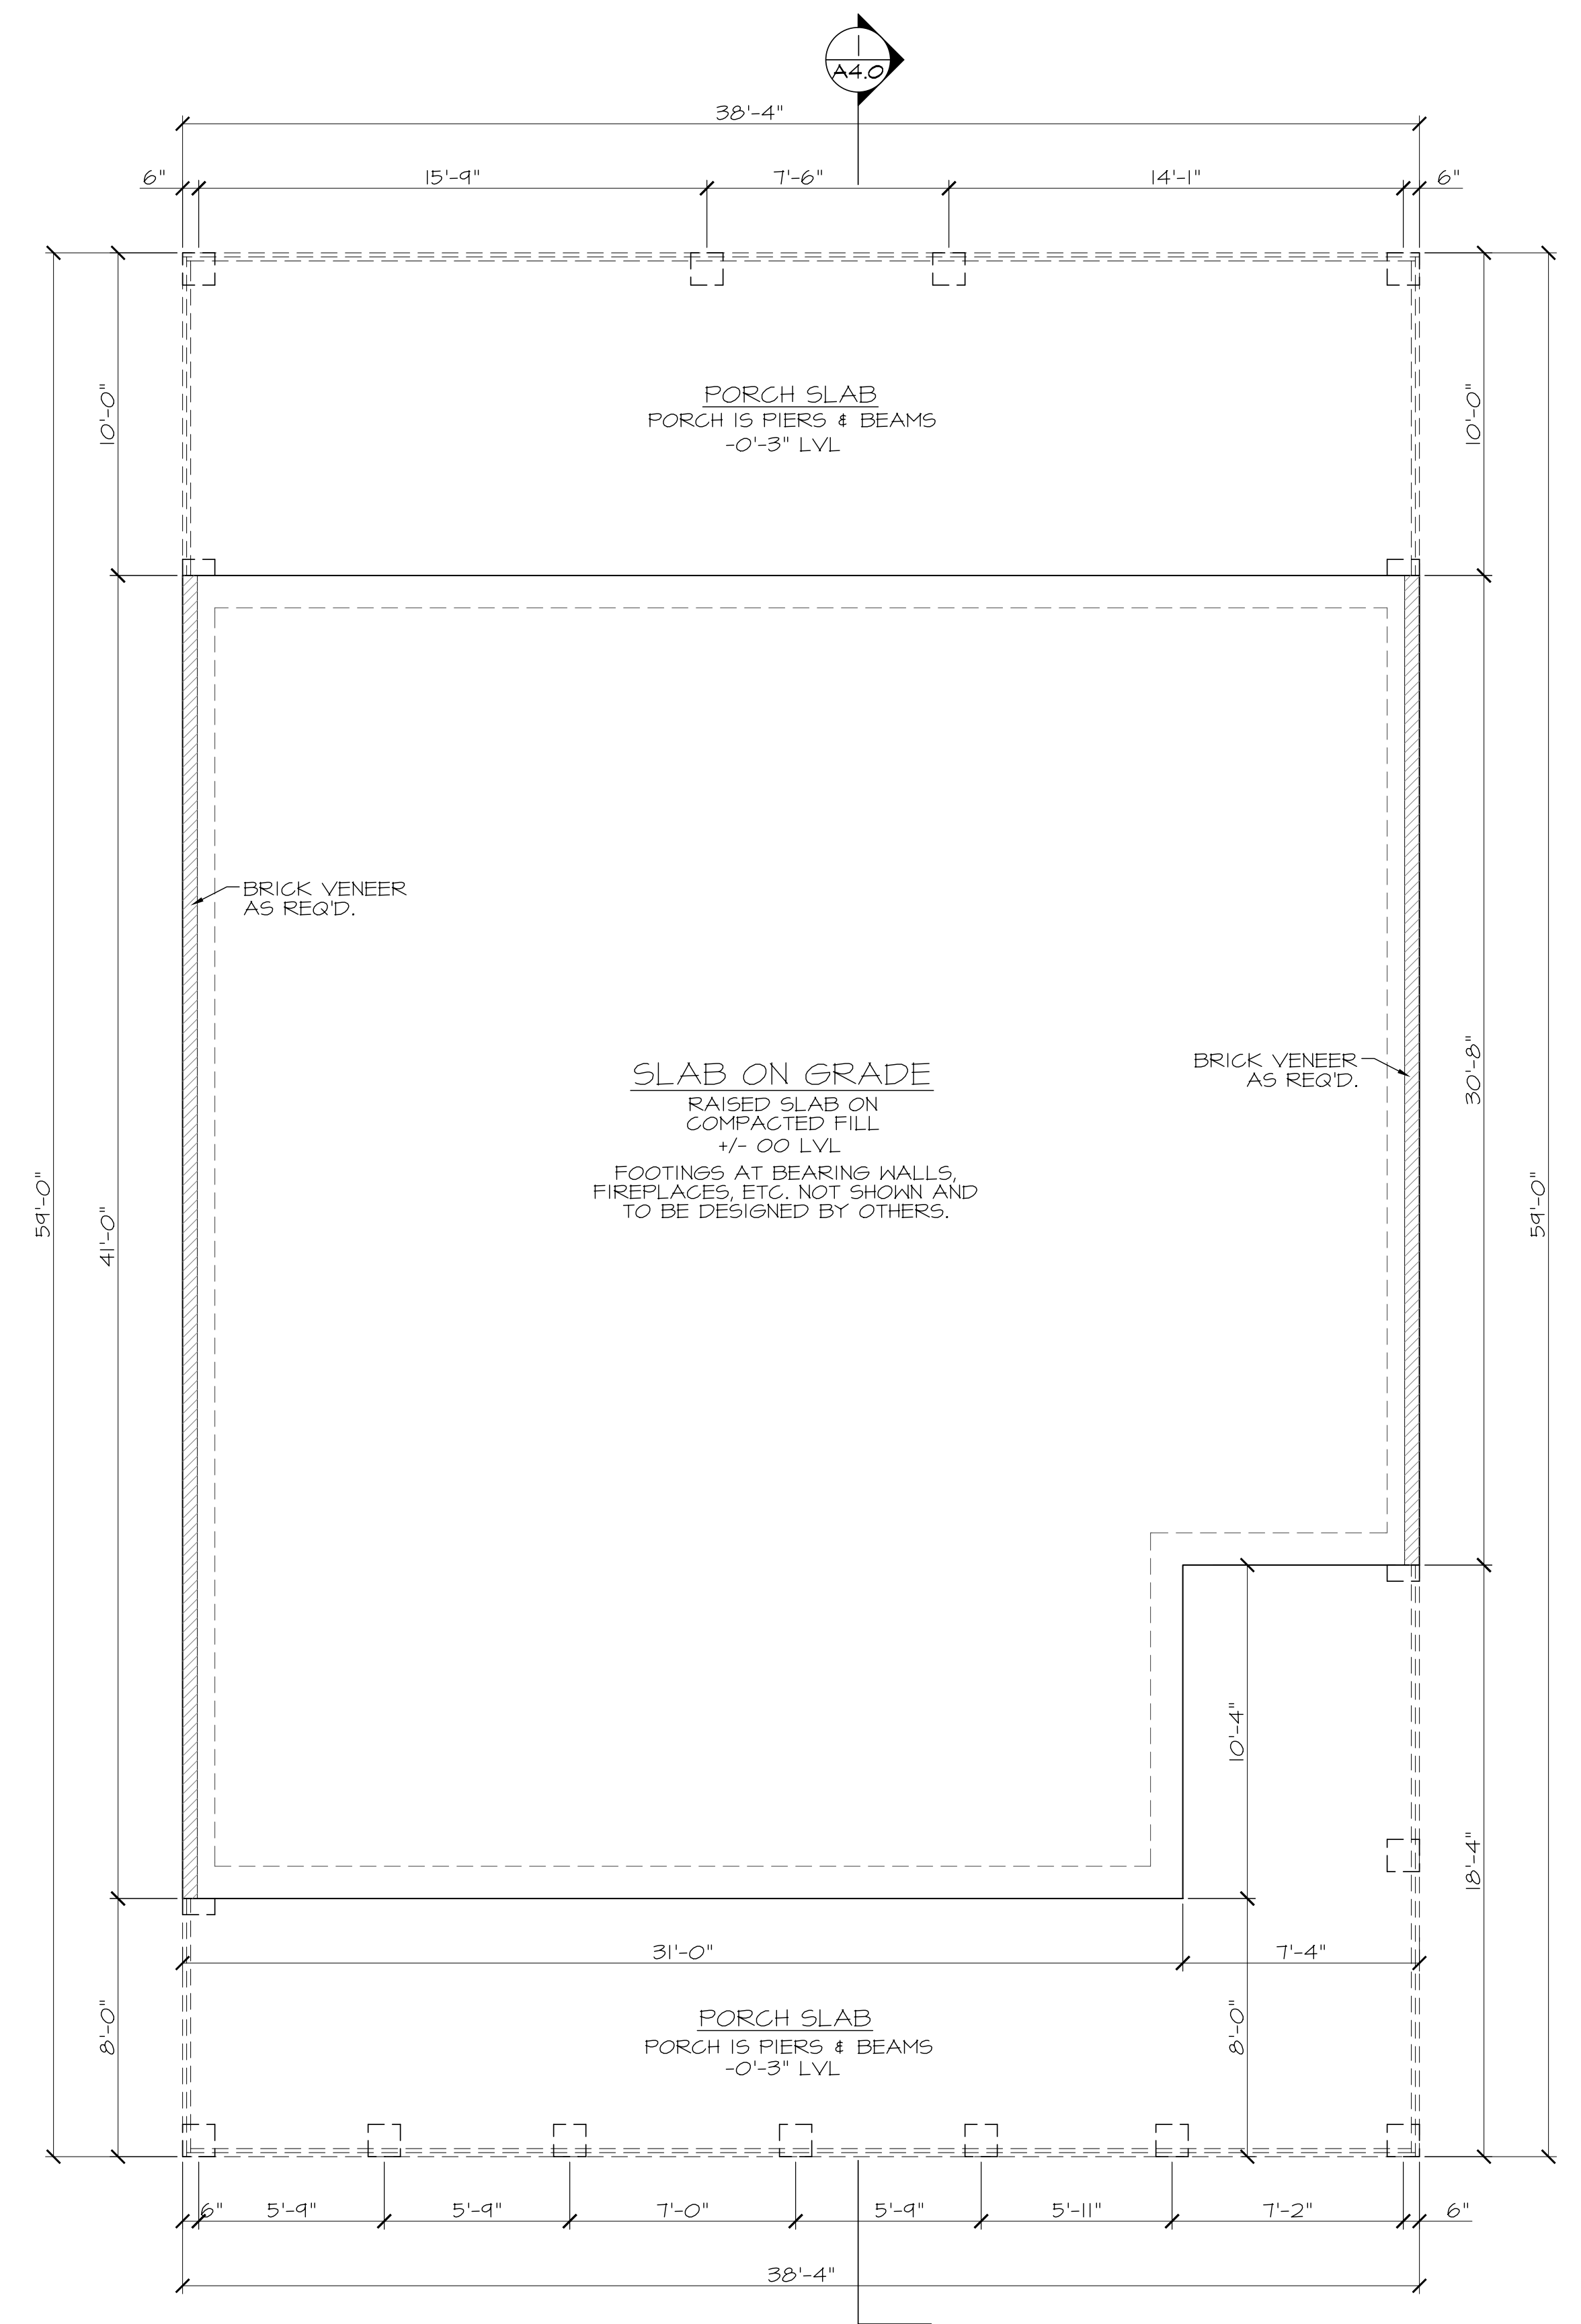 1
A4.0
38'-4"
6" 15'-9" 7'-6" 14'-1" 6"
10'-0"
10'-0"
PORCH SLAB
PORCH IS PIERS & BEAMS
-0'-3" LVL
BRICK VENEER
AS REQ'D.
BRICK VENEER
AS REQ'D.
SLAB ON GRADE
RAISED SLAB ON
COMPACTED FILL
+/- 00 LVL
FOOTINGS AT BEARING WALLS,
FIREPLACES, ETC. NOT SHOWN AND
TO BE DESIGNED BY OTHERS.
30'-8"
59'-0"
41'-0"
59'-0"
10'-4"
18'-4"
31'-0" 7'-4"
8'-0"
8'-0"
PORCH SLAB
PORCH IS PIERS & BEAMS
-0'-3" LVL
6" 5'-9" 5'-9" 7'-0" 5'-9" 5'-11" 7'-2" 6"
38'-4"